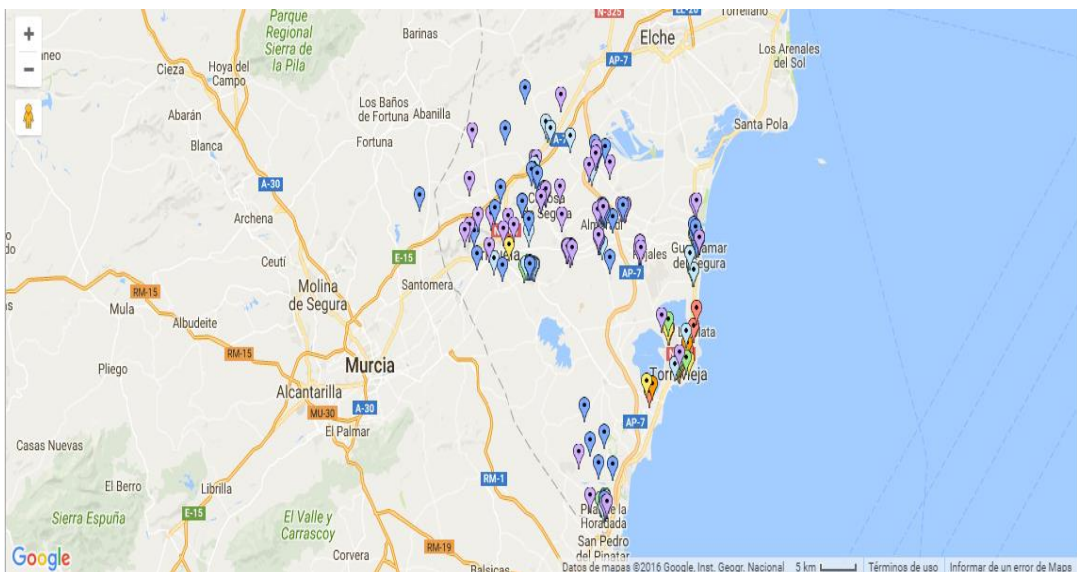 Parque
Regional
Sierra de
la Pila
Barinas
N-325
EL-20
Torrellano
Elche
Los Arenales
del Sol
Cieza
Hoya del
Campo
AP-7
Abarán
Los Baños
de Fortuna
Abanilla
A-7
Santa Pola
Blanca
Fortuna
A-30
Archena
Segura
E-15
Ceutí
AP-7
Molina
de Segura
Santomera
RM-15
Mula
Albudeite
RM-15
Pliego
Murcia
Torrevieja
Alcantarilla
A-30
MU-30
AP-7
El Palmar
Casas Nuevas
RM-1
El Berro
Librilla
E-15
Sierra Espuña
El Valle y
Carrascoy
Horadada
San Pedro
del Pinatar
RM-19
Corvera
Balsicas
Google
Datos de mapas ©2016 Google, Inst. Geogr. Nacional
5 km
Términos de uso
Informar de un error de Maps